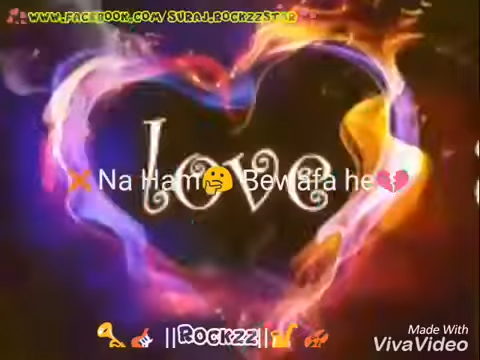 www.facebook.com/suraj.rockzzstar
love
❌Na Ham🤔 Bewafa he💔
||Rockzz||
Made With
VivaVideo